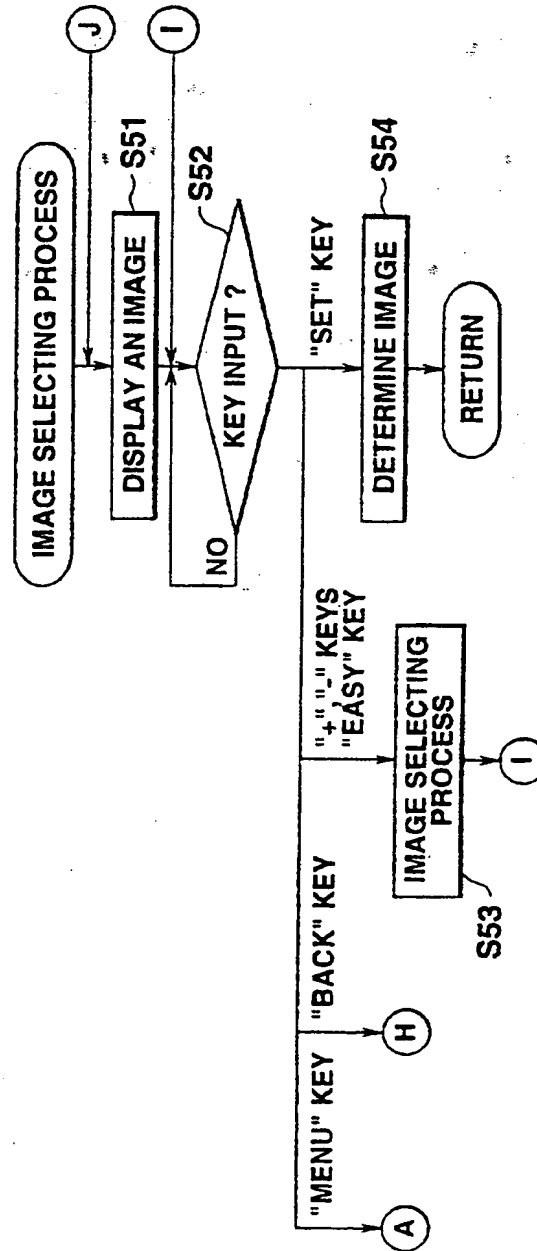 IMAGE SELECTING PROCESS
J
DISPLAY AN IMAGE
S51
I
S52
KEY INPUT ?
NO
"MENU" KEY
"BACK" KEY
"+" "-" KEYS
"EASY" KEY
"SET" KEY
A
H
IMAGE SELECTING
PROCESS
S53
I
DETERMINE IMAGE
S54
RETURN